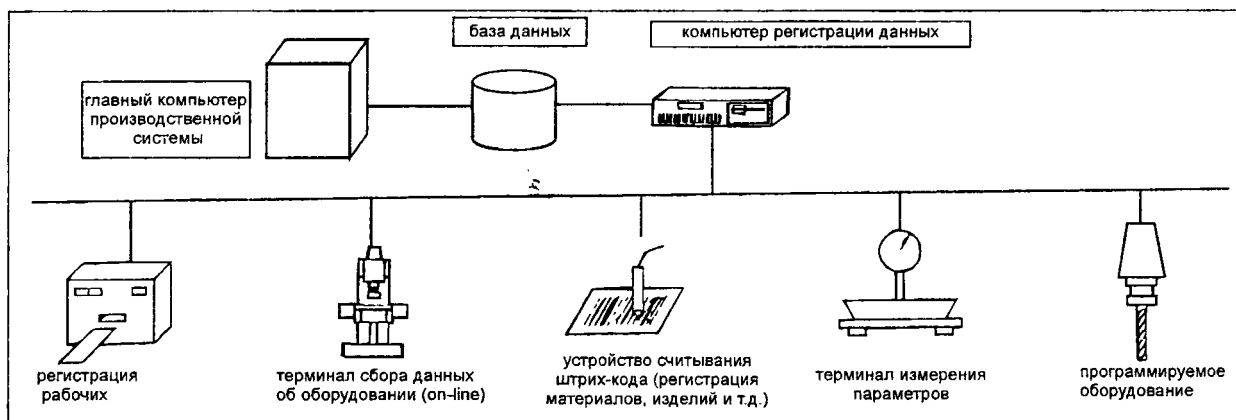 база данных
компьютер регистрации данных
главный компьютер
производственной
системы
регистрация
рабочих
терминал сбора данных
об оборудовании (on-line)
устройство считывания
штрих-кода (регистрация
материалов, изделий и т.д.)
терминал измерения
параметров
программируемое
оборудование